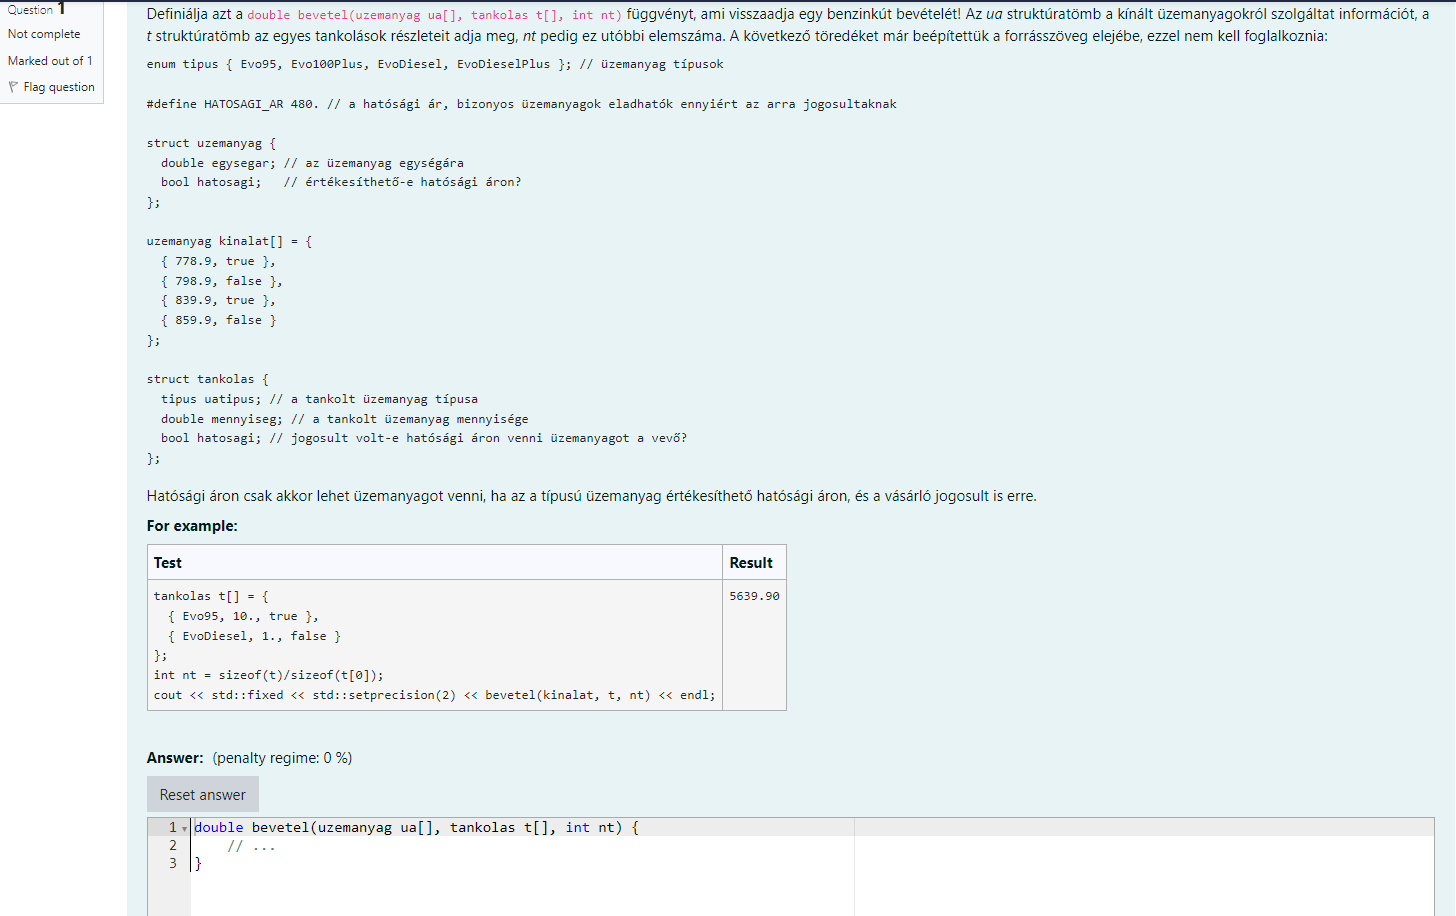 Question 1
Not complete
Marked out of 1
Flag question
Definiálja azt a double bevetel(uzemanyag ua[], tankolas t[], int nt) függvényt, ami visszaadja egy benzinkút bevételét! Az ua struktúratömb a kínált üzemanyagokról szolgáltat információt, a
t struktúratömb az egyes tankolások részleteit adja meg, nt pedig ez utóbbi elemszáma. A következő töredéket már beépítettük a forrásszöveg elejébe, ezzel nem kell foglalkoznia:
enum tipus { Evo95, Evo100Plus, EvoDiesel, EvoDieselPlus }; // üzemanyag típusok
#define HATOSAGI_AR 480. // a hatósági ár, bizonyos üzemanyagok eladhatók ennyiért az arra jogosultaknak
struct uzemanyag {
  double egysegar; // az üzemanyag egységára
  bool hatosagi;   // értékesíthető-e hatósági áron?
};
uzemanyag kinalat[] = {
  { 778.9, true },
  { 798.9, false },
  { 839.9, true },
  { 859.9, false }
};
struct tankolas {
  tipus uatipus; // a tankolt üzemanyag típusa
  double mennyiseg; // a tankolt üzemanyag mennyisége
  bool hatosagi; // jogosult volt-e hatósági áron venni üzemanyagot a vevő?
};
Hatósági áron csak akkor lehet üzemanyagot venni, ha az a típusú üzemanyag értékesíthető hatósági áron, és a vásárló jogosult is erre.
For example:
Test Result
tankolas t[] = { 5639.90
  { Evo95, 10., true },
  { EvoDiesel, 1., false }
};
int nt = sizeof(t)/sizeof(t[0]);
cout << std::fixed << std::setprecision(2) << bevetel(kinalat, t, nt) << endl;
Answer: (penalty regime: 0 %)
Reset answer
1 double bevetel(uzemanyag ua[], tankolas t[], int nt) {
2     // ...
3 }